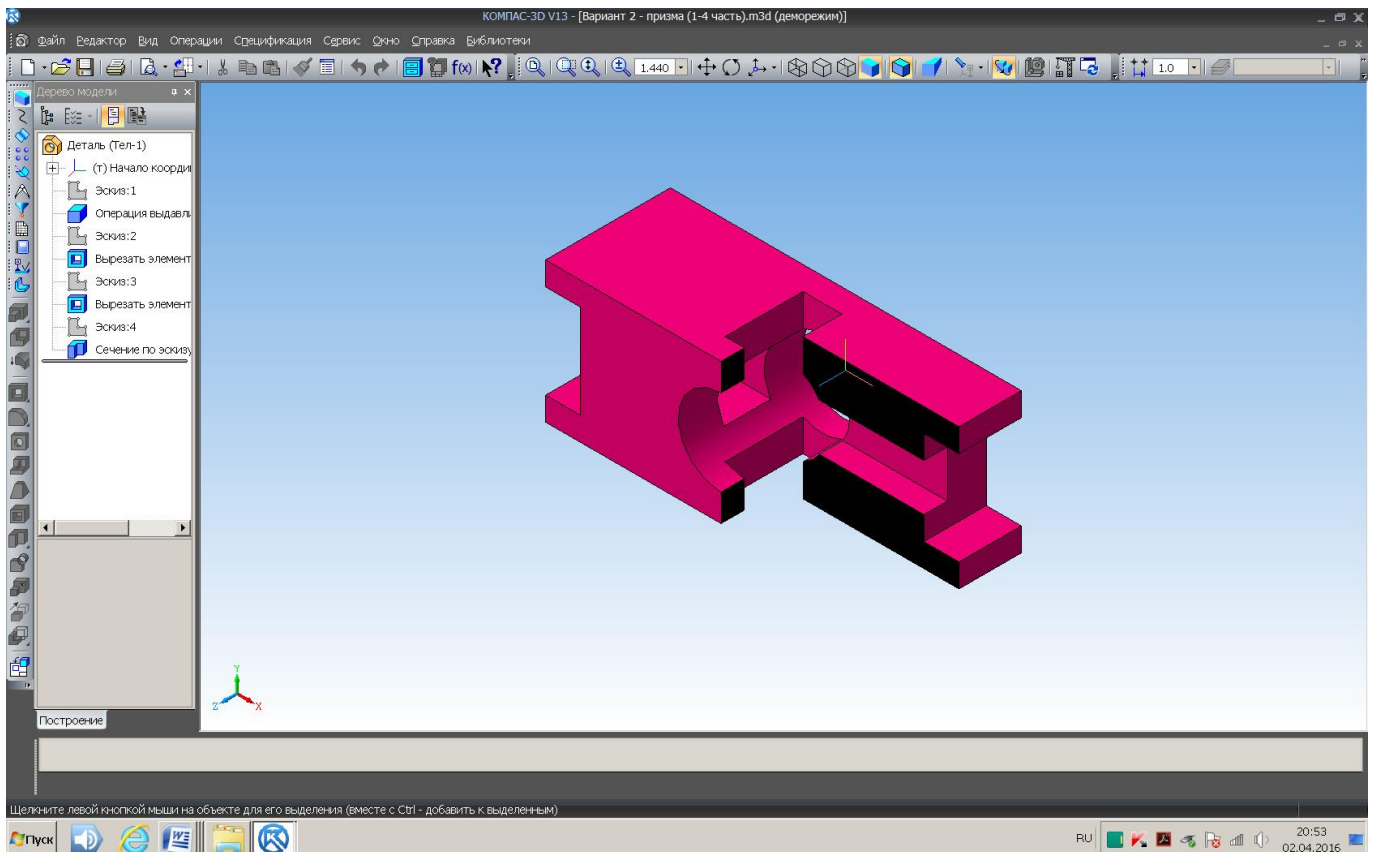 КОМПАС-3D V13 - [Вариант 2 - призма (1-4 часть).m3d (деморежим)]
Файл Редактор Вид Операции Спецификация Сервис Окно Справка Библиотеки
f(x) 1.440 1.0
Дерево модели
Деталь (Тел-1)
(т) Начало коорди
Эскиз:1
Операция выдавл
Эскиз:2
Вырезать элемент
Эскиз:3
Вырезать элемент
Эскиз:4
Сечение по эскизу
Y
Z X
Построение
Щелкните левой кнопкой мыши на объекте для его выделения (вместе с Ctrl - добавить к выделенным)
Пуск RU 20:53
02.04.2016